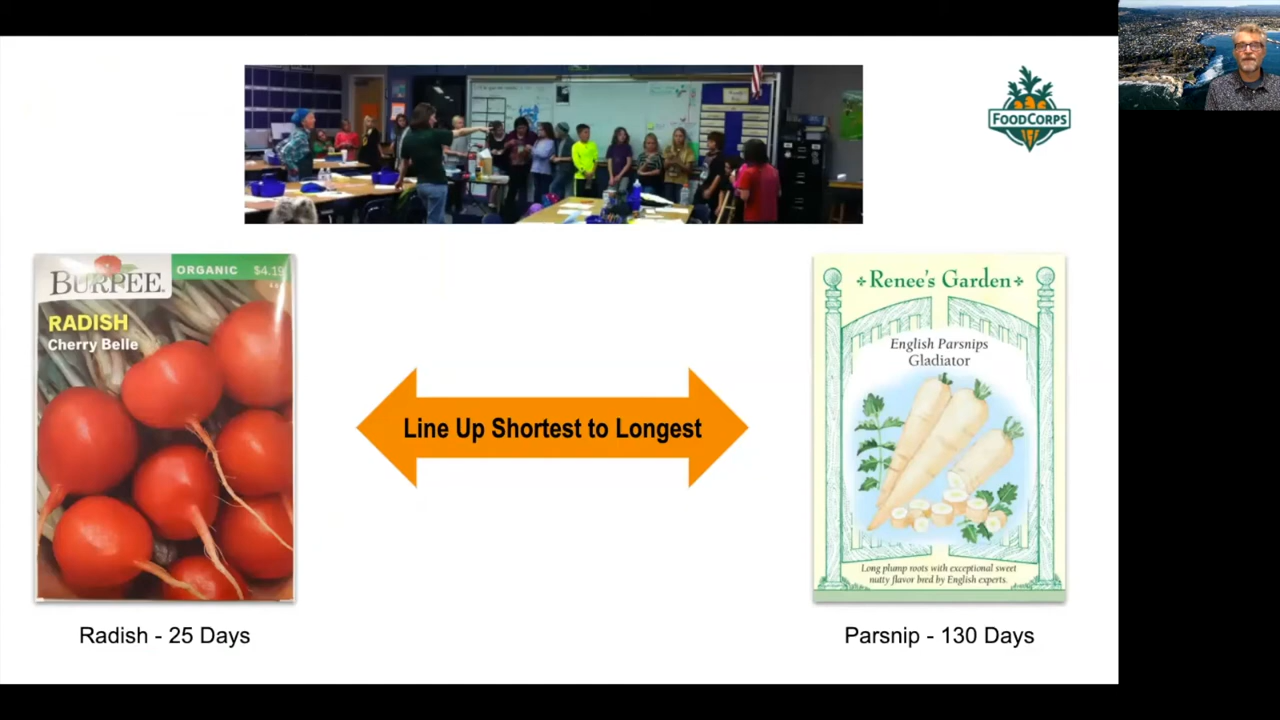 FOODCORPS
BURPEE.
ORGANIC
$4.19
RADISH
Cherry Belle
Line Up Shortest to Longest
Renee's Garden
English Parsnips
Gladiator
Long plump roots with exceptional sweet
nutty flavor bred by English experts.
Radish - 25 Days
Parsnip - 130 Days